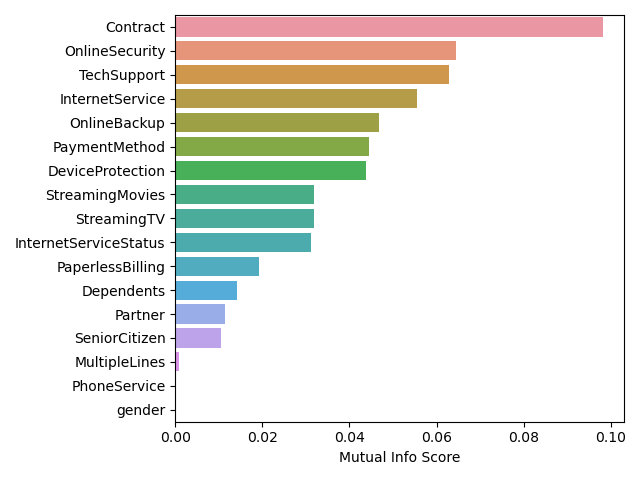 Contract
OnlineSecurity
TechSupport
InternetService
OnlineBackup
PaymentMethod
DeviceProtection
StreamingMovies
StreamingTV
InternetServiceStatus
PaperlessBilling
Dependents
Partner
SeniorCitizen
MultipleLines
PhoneService
gender
0.00 0.02 0.04 0.06 0.08 0.10
Mutual Info Score